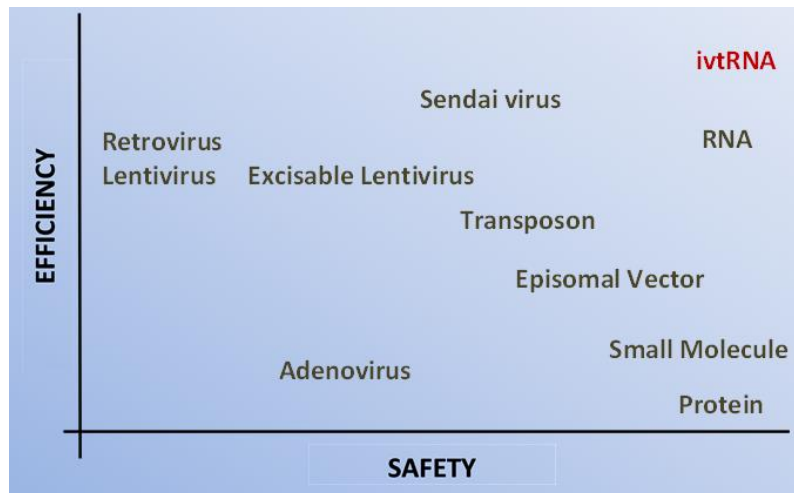 ivtRNA
Sendai virus
Retrovirus
RNA
Lentivirus
Excisable Lentivirus
Transposon
Episomal Vector
Small Molecule
Adenovirus
Protein
EFFICIENCY
SAFETY